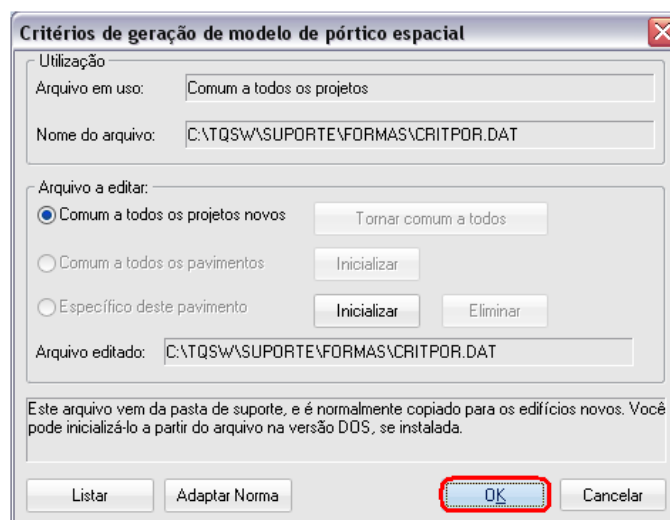 Critérios de geração de modelo de pórtico espacial
Utilização
Arquivo em uso: Comum a todos os projetos
Nome do arquivo: C:\TQSW\SUPORTE\FORMAS\CRITPOR.DAT
Arquivo a editar:
Comum a todos os projetos novos Tornar comum a todos
Comum a todos os pavimentos Inicializar
Específico deste pavimento Inicializar Eliminar
Arquivo editado: C:\TQSW\SUPORTE\FORMAS\CRITPOR.DAT
Este arquivo vem da pasta de suporte, e é normalmente copiado para os edifícios novos. Você
pode inicializá-lo a partir do arquivo na versão DOS, se instalada.
Listar Adaptar Norma OK Cancelar